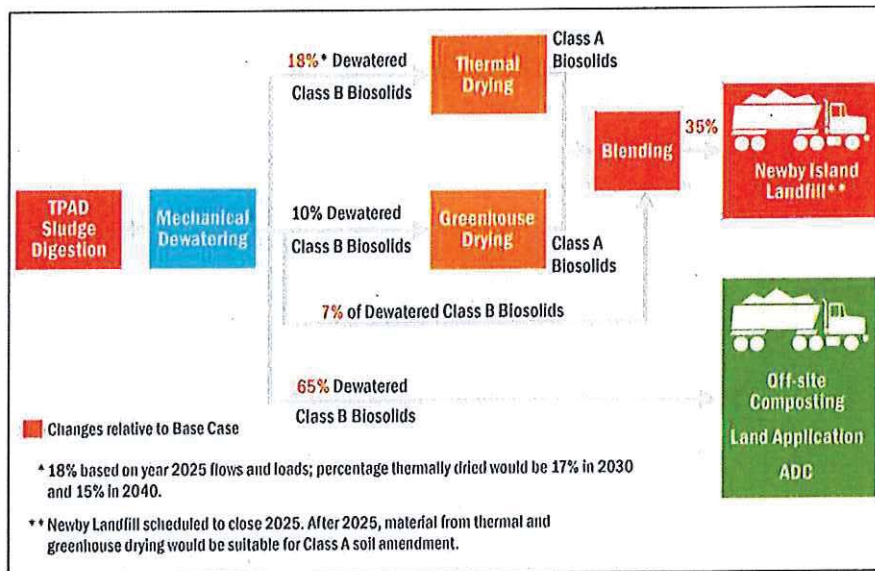 18%* Dewatered
Class B Biosolids
Thermal
Drying
Class A
Biosolids
Blending
35%
Newby Island
Landfill**
TPAD
Sludge
Digestion
Mechanical
Dewatering
10% Dewatered
Class B Biosolids
Greenhouse
Drying
Class A
Biosolids
7% of Dewatered Class B Biosolids
65% Dewatered
Class B Biosolids
Off-site
Composting
Land Application
ADC
Changes relative to Base Case
* 18% based on year 2025 flows and loads; percentage thermally dried would be 17% in 2030
and 15% in 2040.
** Newby Landfill scheduled to close 2025. After 2025, material from thermal and
greenhouse drying would be suitable for Class A soil amendment.